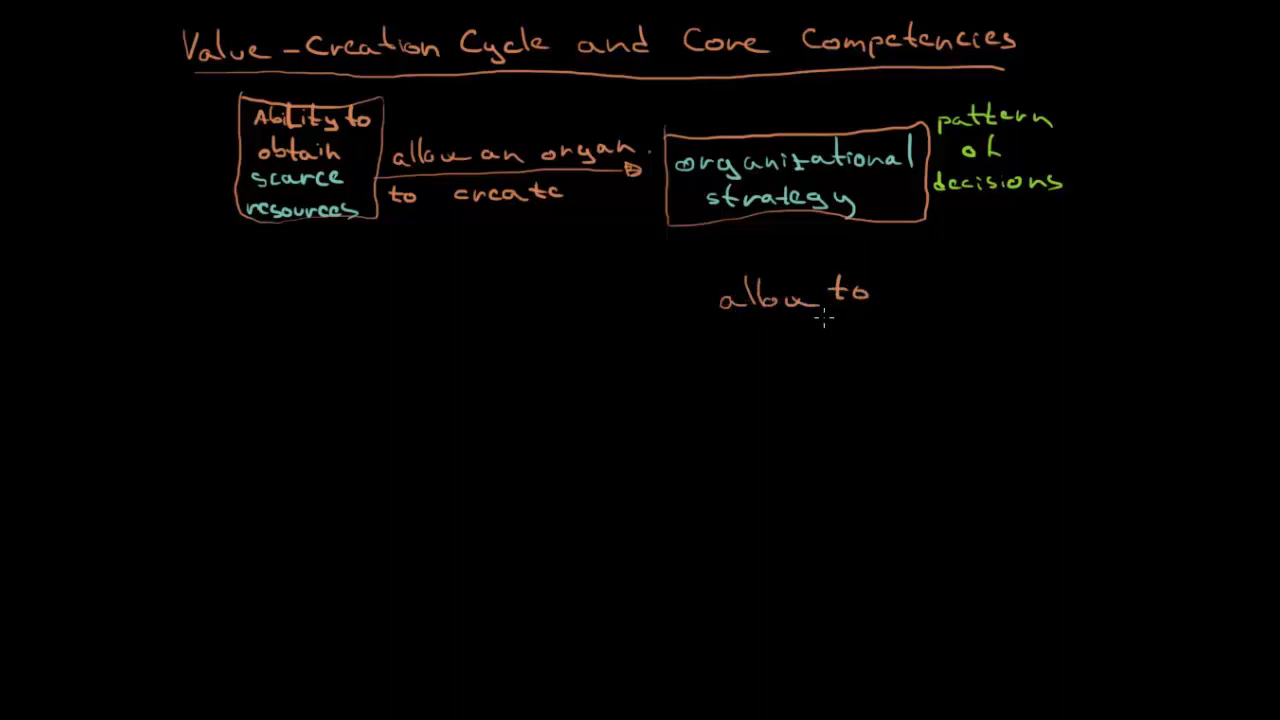 Value-Creation Cycle and Core Competencies
Ability to
obtain
scarce
resources
allow an organ.
to create
organizational
strategy
pattern
of
decisions
allow to